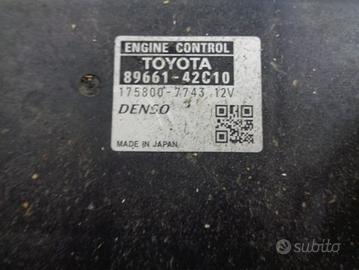 ENGINE CONTROL
TOYOTA
89661-42C10
175800-7743 12V
DENSO
MADE IN JAPAN
subito